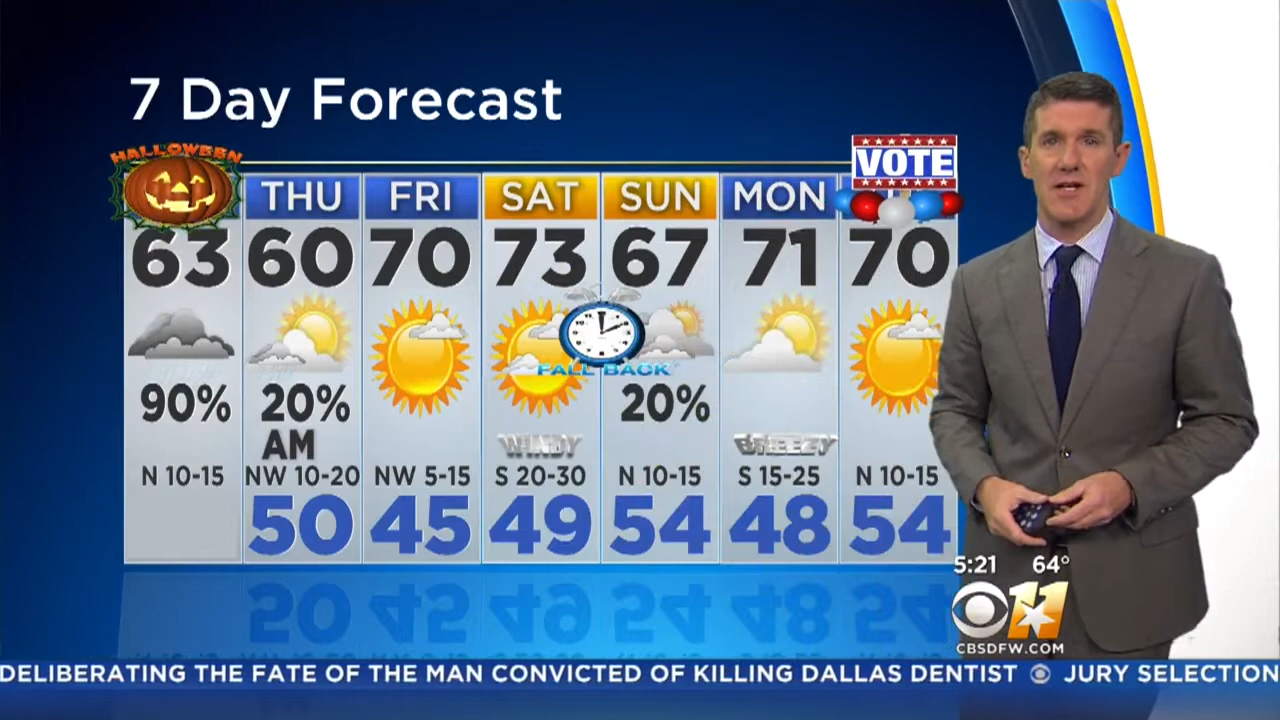 7 Day Forecast
HALLOWEEN THU FRI SAT SUN MON VOTE
63 60 70 73 67 71 70
FALL BACK
90% 20% 20%
AM WINDY BREEZY
N 10-15 NW 10-20 NW 5-15 S 20-30 N 10-15 S 15-25 N 10-15
50 45 49 54 48 54
5:21 64°
11
CBSDFW.COM
DELIBERATING THE FATE OF THE MAN CONVICTED OF KILLING DALLAS DENTIST JURY SELECTION